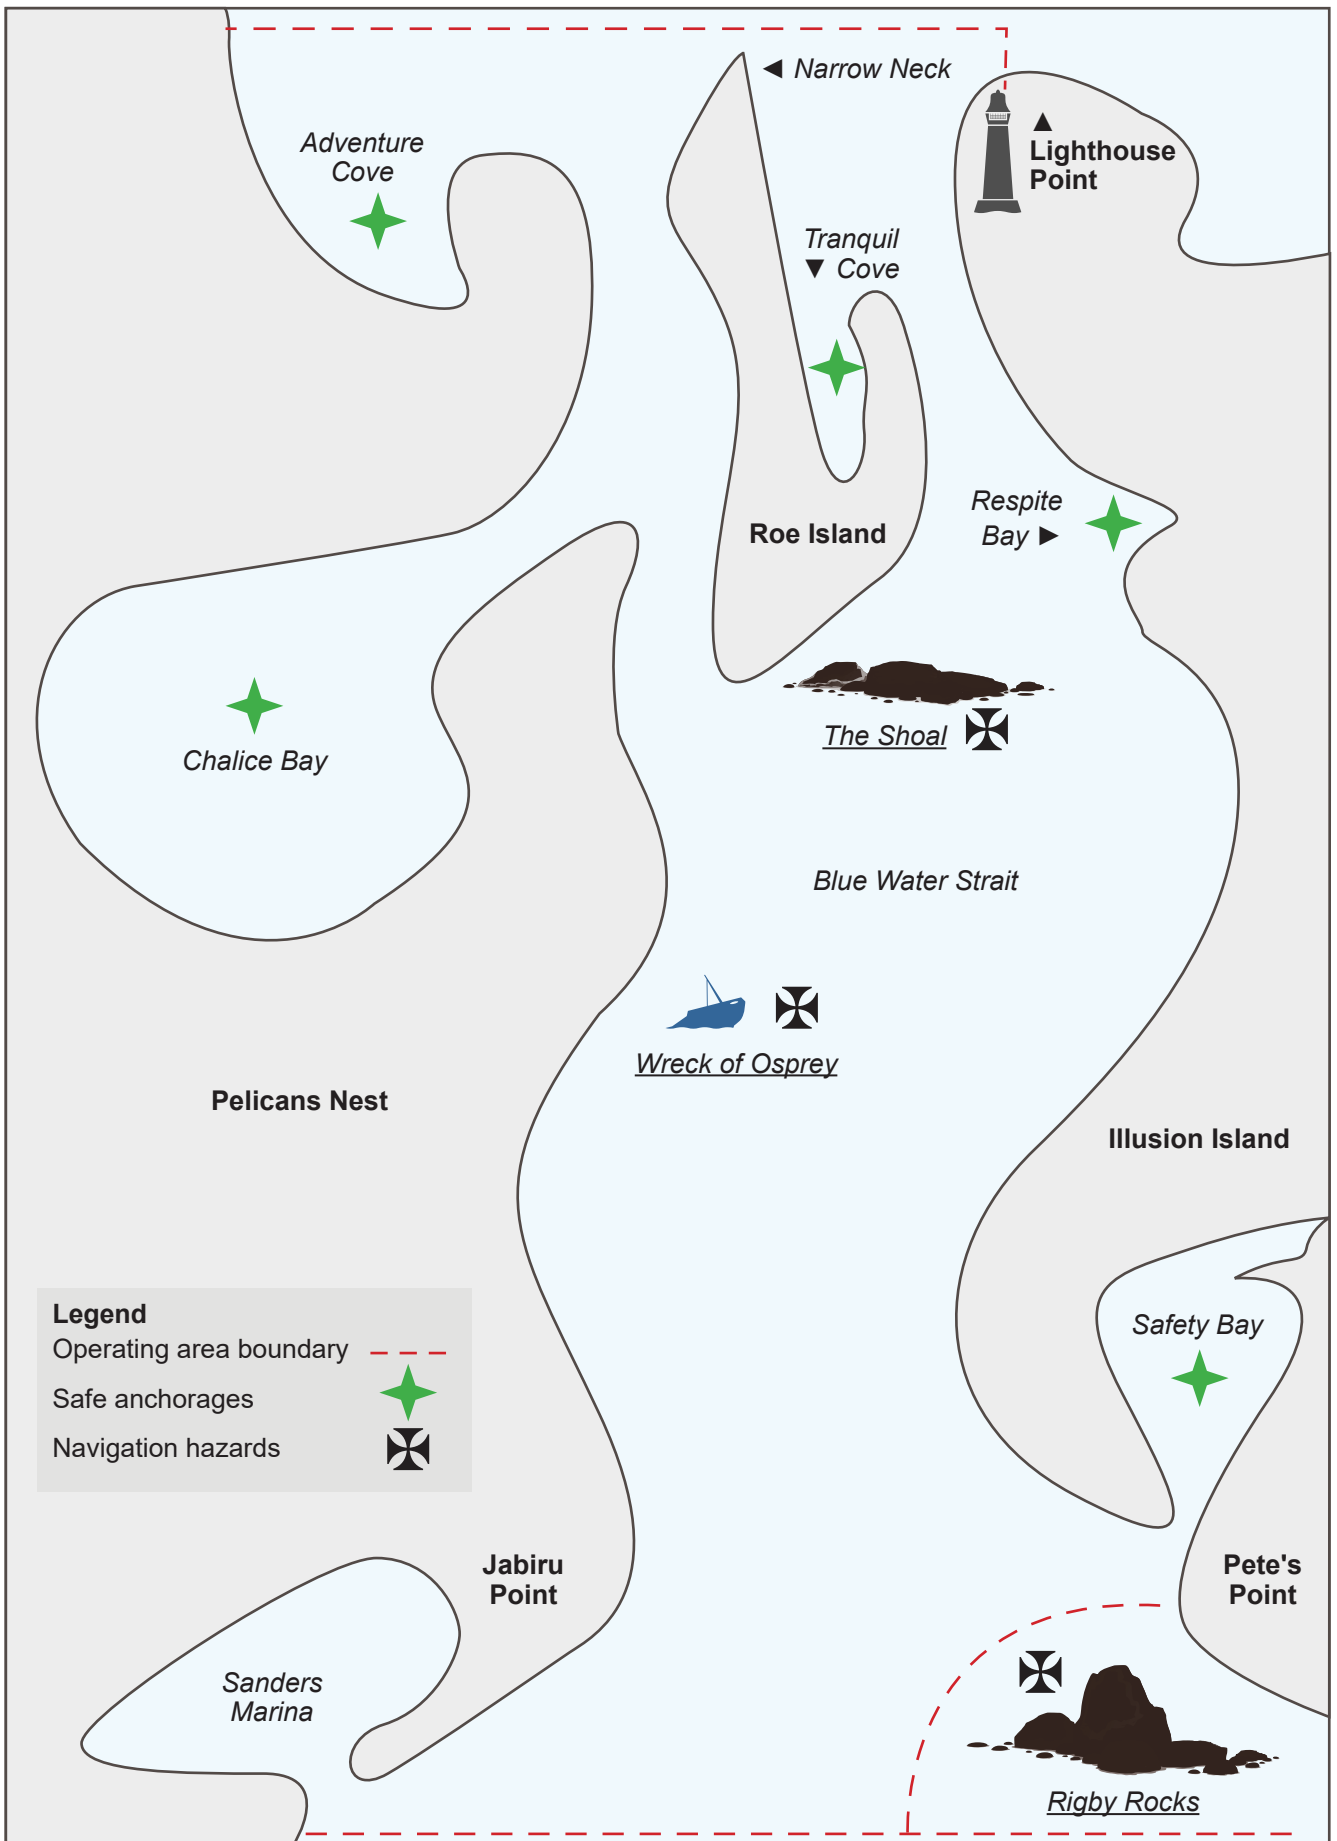 ◄ Narrow Neck
Adventure
Cove
▲
Lighthouse
Point
Tranquil
▼ Cove
Respite
Bay ►
Roe Island
The Shoal
Chalice Bay
Blue Water Strait
Wreck of Osprey
Pelicans Nest
Illusion Island
Legend
Operating area boundary
Safe anchorages
Navigation hazards
Safety Bay
Jabiru
Point
Pete's
Point
Sanders
Marina
Rigby Rocks